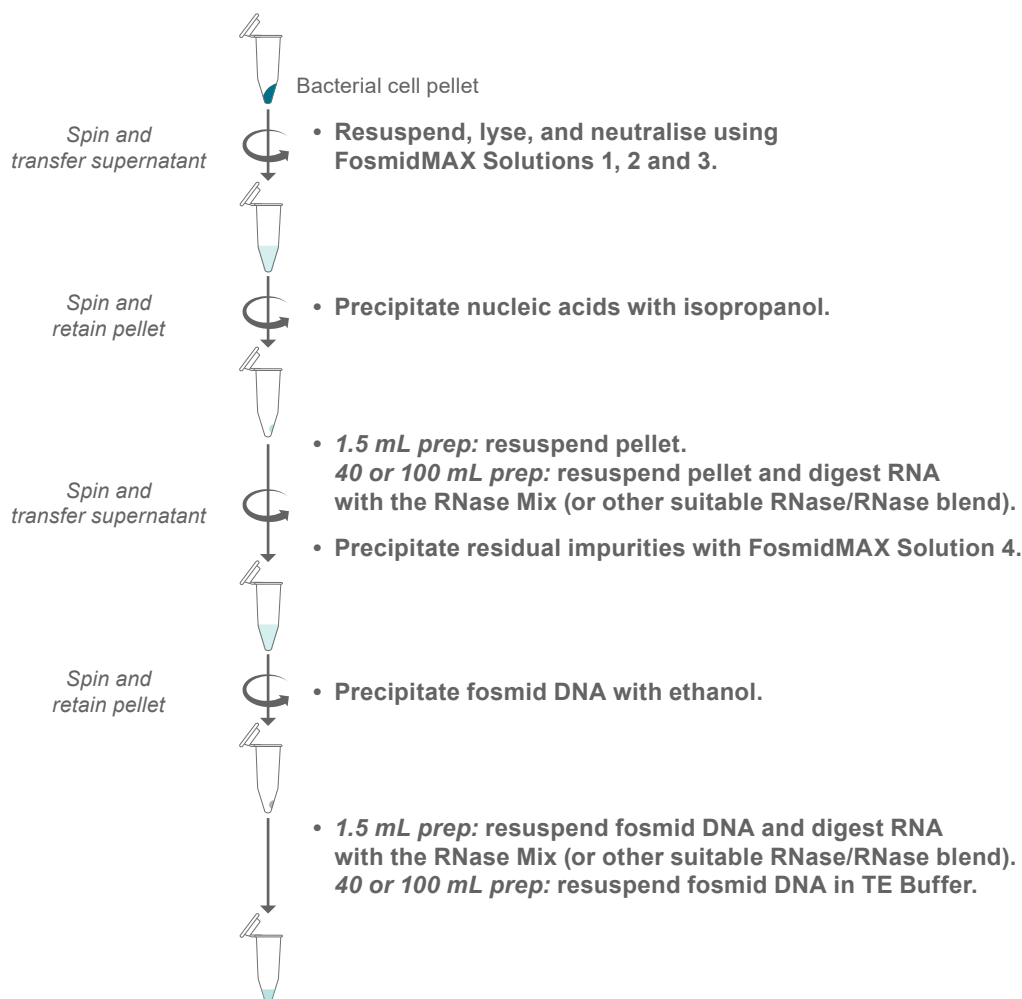 Bacterial cell pellet
Spin and
transfer supernatant
• Resuspend, lyse, and neutralise using
FosmidMAX Solutions 1, 2 and 3.
Spin and
retain pellet
• Precipitate nucleic acids with isopropanol.
Spin and
transfer supernatant
• 1.5 mL prep: resuspend pellet.
40 or 100 mL prep: resuspend pellet and digest RNA
with the RNase Mix (or other suitable RNase/RNase blend).
• Precipitate residual impurities with FosmidMAX Solution 4.
Spin and
retain pellet
• Precipitate fosmid DNA with ethanol.
• 1.5 mL prep: resuspend fosmid DNA and digest RNA
with the RNase Mix (or other suitable RNase/RNase blend).
40 or 100 mL prep: resuspend fosmid DNA in TE Buffer.